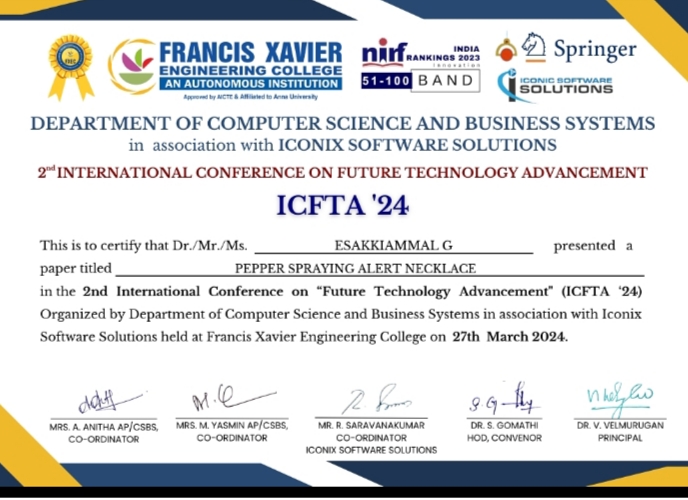 FRANCIS XAVIER
ENGINEERING COLLEGE
AN AUTONOMOUS INSTITUTION
Approved by AICTE & Affiliated to Anna University
nirf INDIA RANKINGS 2023
innovation
51-100 BAND
Springer
ICONIC SOFTWARE
SOLUTIONS
DEPARTMENT OF COMPUTER SCIENCE AND BUSINESS SYSTEMS
in association with ICONIX SOFTWARE SOLUTIONS
2nd INTERNATIONAL CONFERENCE ON FUTURE TECHNOLOGY ADVANCEMENT
ICFTA '24
This is to certify that Dr./Mr./Ms. ESAKKIAMMAL G presented a
paper titled PEPPER SPRAYING ALERT NECKLACE
in the 2nd International Conference on “Future Technology Advancement” (ICFTA ‘24)
Organized by Department of Computer Science and Business Systems in association with Iconix
Software Solutions held at Francis Xavier Engineering College on 27th March 2024.
MRS. A. ANITHA AP/CSBS,
CO-ORDINATOR
MRS. M. YASMIN AP/CSBS,
CO-ORDINATOR
MR. R. SARAVANAKUMAR
CO-ORDINATOR
ICONIX SOFTWARE SOLUTIONS
DR. S. GOMATHI
HOD, CONVENOR
DR. V. VELMURUGAN
PRINCIPAL